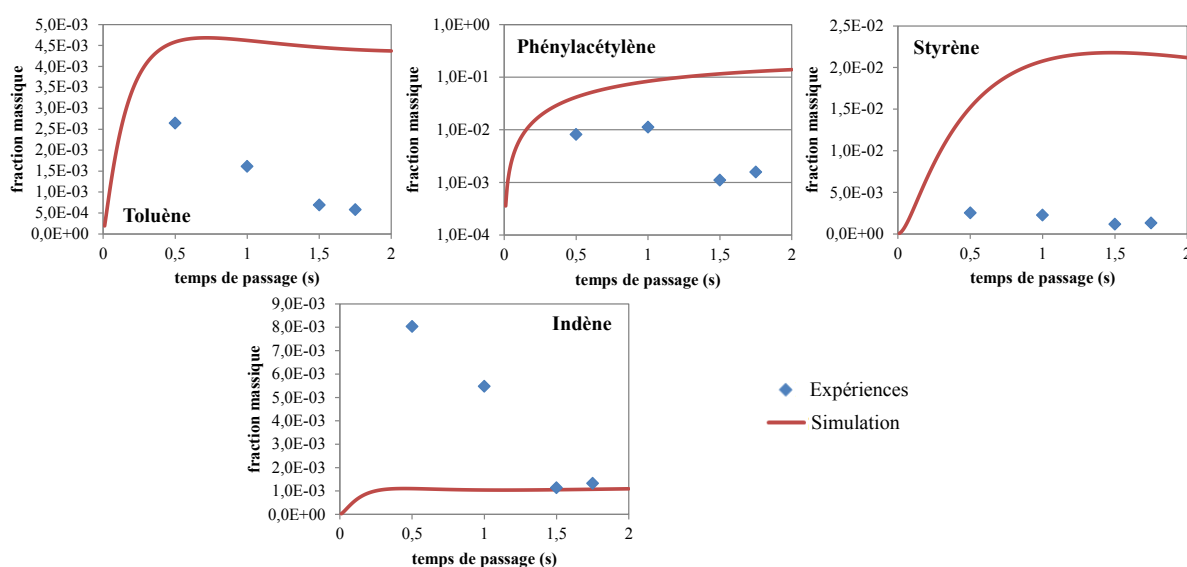 5,0E-03
4,5E-03
4,0E-03
3,5E-03
3,0E-03
2,5E-03
2,0E-03
1,5E-03
1,0E-03
5,0E-04
0,0E+00
fraction massique
Toluène
0 0,5 1 1,5 2
temps de passage (s)
1,0E+00
1,0E-01
1,0E-02
1,0E-03
1,0E-04
fraction massique
Phénylacétylène
0 0,5 1 1,5 2
temps de passage (s)
2,5E-02
2,0E-02
1,5E-02
1,0E-02
5,0E-03
0,0E+00
fraction massique
Styrène
0 0,5 1 1,5 2
temps de passage (s)
9,0E-03
8,0E-03
7,0E-03
6,0E-03
5,0E-03
4,0E-03
3,0E-03
2,0E-03
1,0E-03
0,0E+00
fraction massique
Indène
0 0,5 1 1,5 2
temps de passage (s)
Expériences
Simulation